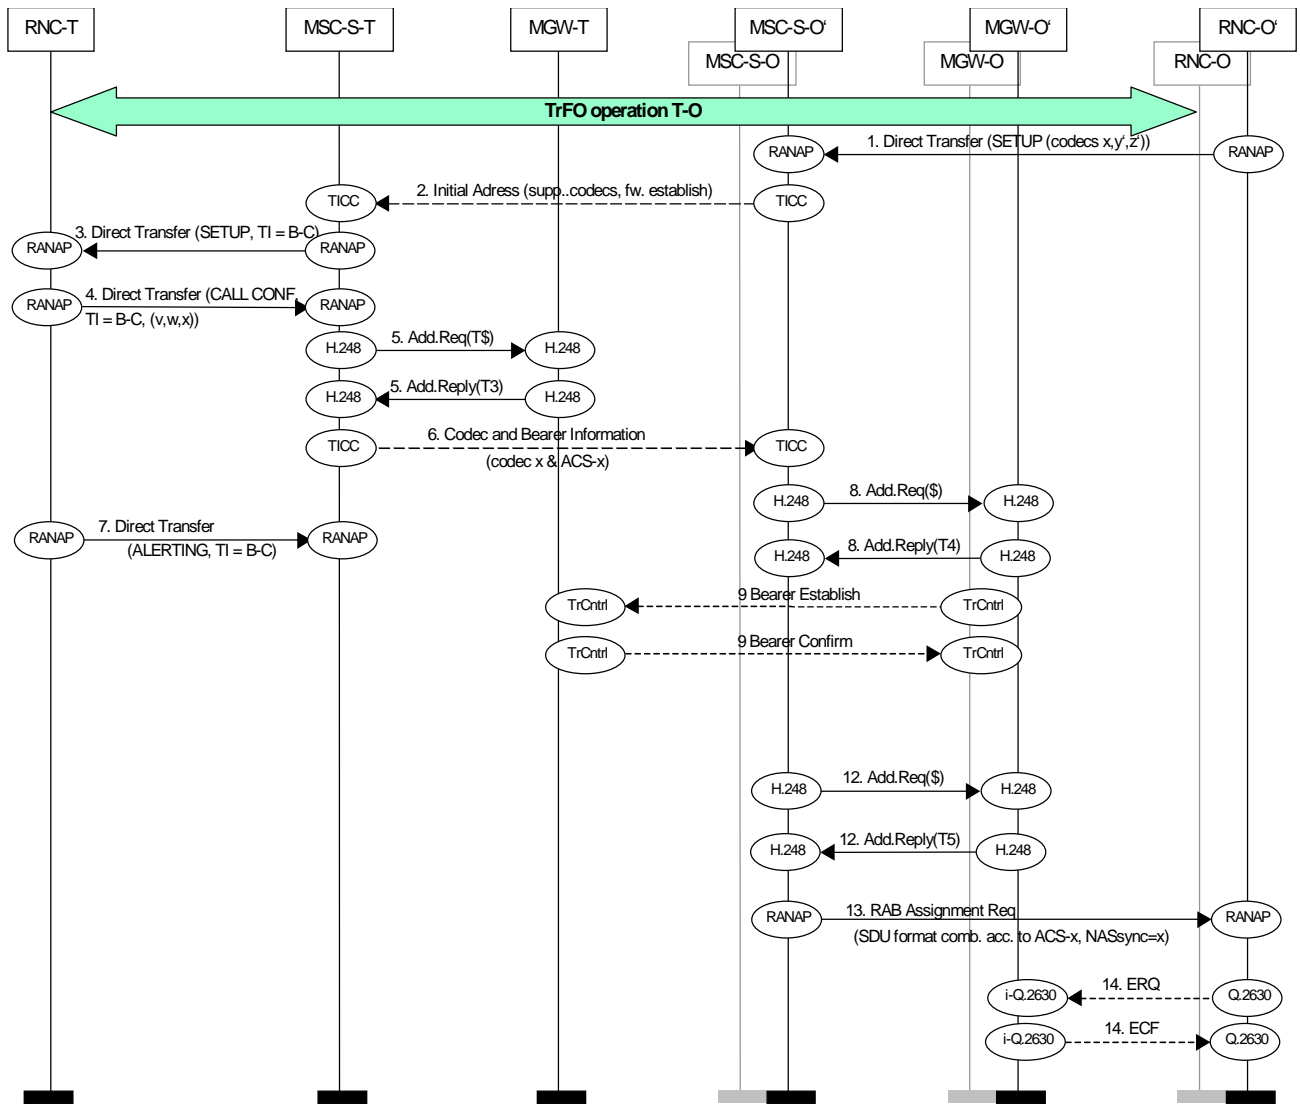 RNC-T
MSC-S-T
MGW-T
MSC-S-O‘
MGW-O‘
RNC-O‘
MSC-S-O
MGW-O
RNC-O
TrFO operation T-O
RANAP
1. Direct Transfer (SETUP (codecs x,y‘,z‘))
RANAP
TICC
2. Initial Adress (supp..codecs, fw. establish)
TICC
RANAP
3. Direct Transfer (SETUP, TI = B-C)
RANAP
RANAP
4. Direct Transfer (CALL CONF,
TI = B-C, (v,w,x))
RANAP
H.248
5. Add.Req(T$)
H.248
H.248
5. Add.Reply(T3)
H.248
TICC
6. Codec and Bearer Information
(codec x & ACS-x)
TICC
H.248
8. Add.Req($)
H.248
RANAP
7. Direct Transfer
(ALERTING, TI = B-C)
RANAP
H.248
8. Add.Reply(T4)
H.248
TrCntrl
9 Bearer Establish
TrCntrl
TrCntrl
9 Bearer Confirm
TrCntrl
H.248
12. Add.Req($)
H.248
H.248
12. Add.Reply(T5)
H.248
RANAP
13. RAB Assignment Req
(SDU format comb. acc. to ACS-x, NASsync=x)
RANAP
i-Q.2630
14. ERQ
Q.2630
i-Q.2630
14. ECF
Q.2630